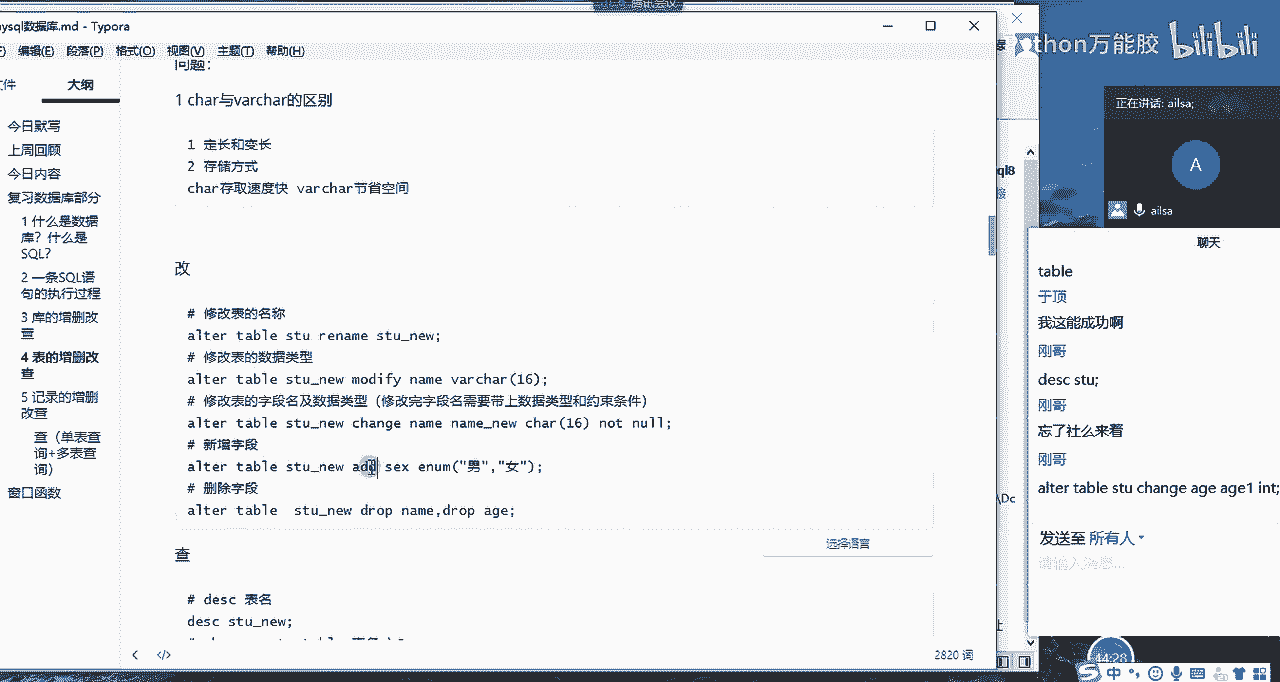 ysql数据库.md - Typora
编辑(E) 段落(P) 格式(O) 视图(V) 主题(T) 帮助(H)
大纲
今日默写
上周回顾
今日内容
复习数据库部分
1 什么是数据
库？什么是
SQL?
2 一条SQL语
句的执行过程
3 库的增删改
查
4 表的增删改
查
5 记录的增删
改查
查（单表查
询+多表查
询）
窗口函数
问题：
1 char与varchar的区别
1 定长和变长
2 存储方式
char存取速度快 varchar节省空间
改
# 修改表的名称
alter table stu rename stu_new;
# 修改表的数据类型
alter table stu_new modify name varchar(16);
# 修改表的字段名及数据类型（修改完字段名需要带上数据类型和约束条件）
alter table stu_new change name name_new char(16) not null;
# 新增字段
alter table stu_new add sex enum("男","女");
# 删除字段
alter table stu_new drop name,drop age;
选择语言
查
# desc 表名
desc stu_new;
2820 词
腾讯会议
thon万能胶 bilibili
正在讲话: ailsa;
A
ailsa
聊天
table
于顶
我这能成功啊
刚哥
desc stu;
刚哥
忘了社么来着
刚哥
alter table stu change age age1 int;
发送至 所有人
ql8
\Dc
44:28
中